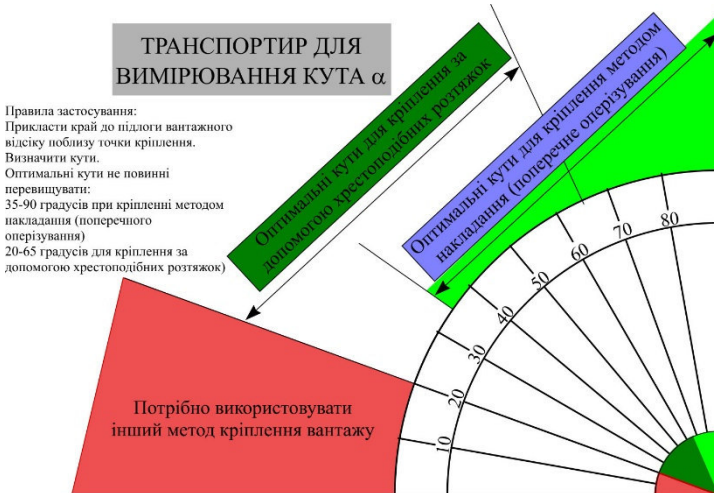 ТРАНСПОРТИР ДЛЯ
ВИМІРЮВАННЯ КУТА α
Правила застосування:
Прикласти край до підлоги вантажного
відсіку поблизу точки кріплення.
Визначити кути.
Оптимальні кути не повинні
перевищувати:
35-90 градусів при кріпленні методом
накладання (поперечного
оперізування)
20-65 градусів для кріплення за
допомогою хрестоподібних розтяжок)
Оптимальні кути для кріплення за
допомогою хрестоподібних розтяжок
Оптимальні кути для кріплення методом
накладання (поперечне оперізування)
Потрібно використовувати
інший метод кріплення вантажу
10
20
30
40
50
60
70
80